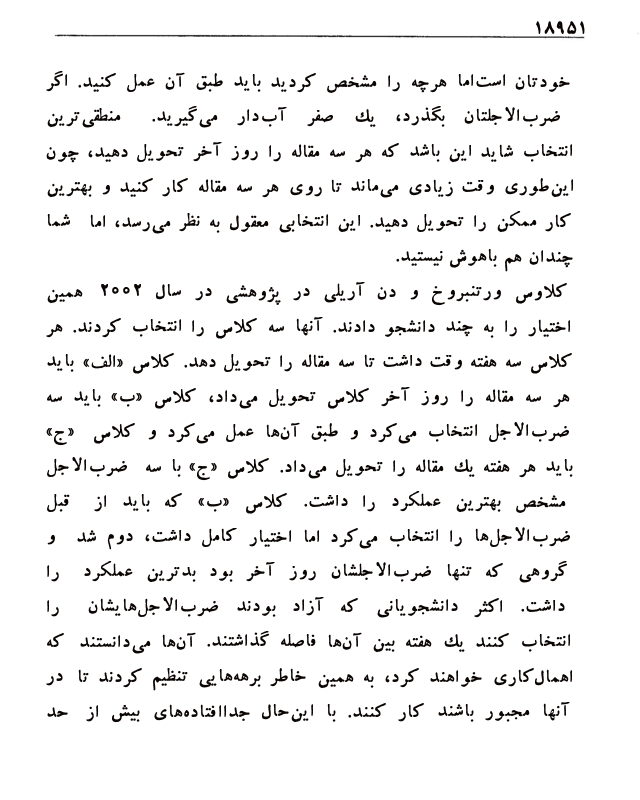 ۱۸۹۵۱
خودتان است‌اما هرچه را مشخص کردید باید طبق آن عمل کنید. اگر
ضرب‌الاجلتان بگذرد، یك صفر آب‌دار می‌گیرید. منطقی‌ترین
انتخاب شاید این باشد که هر سه مقاله را روز آخر تحویل دهید، چون
این‌طوری وقت زیادی می‌ماند تا روی هر سه مقاله کار کنید و بهترین
کار ممکن را تحویل دهید. این انتخابی معقول به نظر می‌رسد، اما شما
چندان هم باهوش نیستید.
کلاوس ورتنبروخ و دن آریلی در پژوهشی در سال ۲۰۰۲ همین
اختیار را به چند دانشجو دادند. آنها سه کلاس را انتخاب کردند. هر
کلاس سه هفته وقت داشت تا سه مقاله را تحویل دهد. کلاس «الف» باید
هر سه مقاله را روز آخر کلاس تحویل می‌داد، کلاس «ب» باید سه
ضرب‌الاجل انتخاب می‌کرد و طبق آن‌ها عمل می‌کرد و کلاس «ج»
باید هر هفته یك مقاله را تحویل می‌داد. کلاس «ج» با سه ضرب‌الاجل
مشخص بهترین عملکرد را داشت. کلاس «ب» که باید از قبل
ضرب‌الاجل‌ها را انتخاب می‌کرد اما اختیار کامل داشت، دوم شد و
گروهی که تنها ضرب‌الاجلشان روز آخر بود بدترین عملکرد را
داشت. اکثر دانشجویانی که آزاد بودند ضرب‌الاجل‌هایشان را
انتخاب کنند یك هفته بین آن‌ها فاصله گذاشتند. آن‌ها می‌دانستند که
اهمال‌کاری خواهند کرد، به همین خاطر برهه‌هایی تنظیم کردند تا در
آنها مجبور باشند کار کنند. با این‌حال جداافتاده‌های بیش از حد